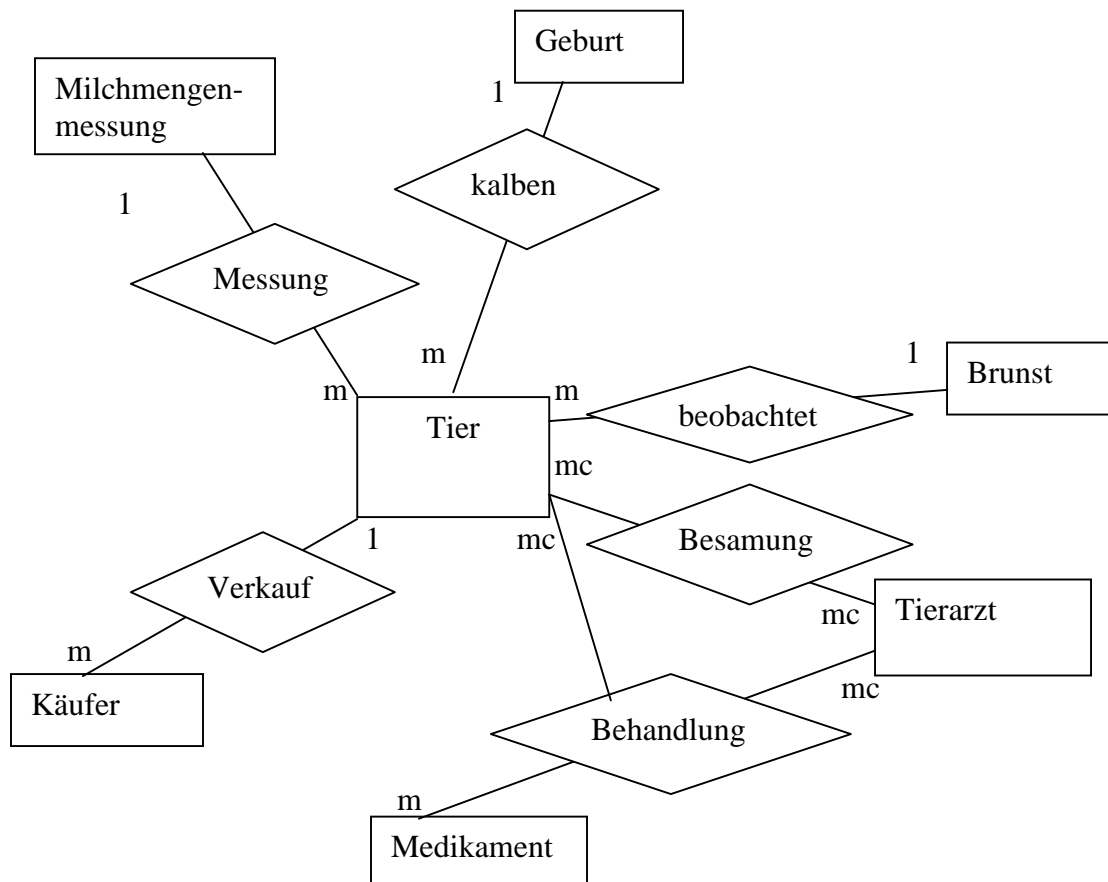 Geburt
Milchmengen-
messung
1
kalben
1
Messung
m
1
Brunst
m
m
Tier
beobachtet
mc
1
mc
Besamung
Verkauf
mc
Tierarzt
m
mc
Käufer
Behandlung
m
Medikament